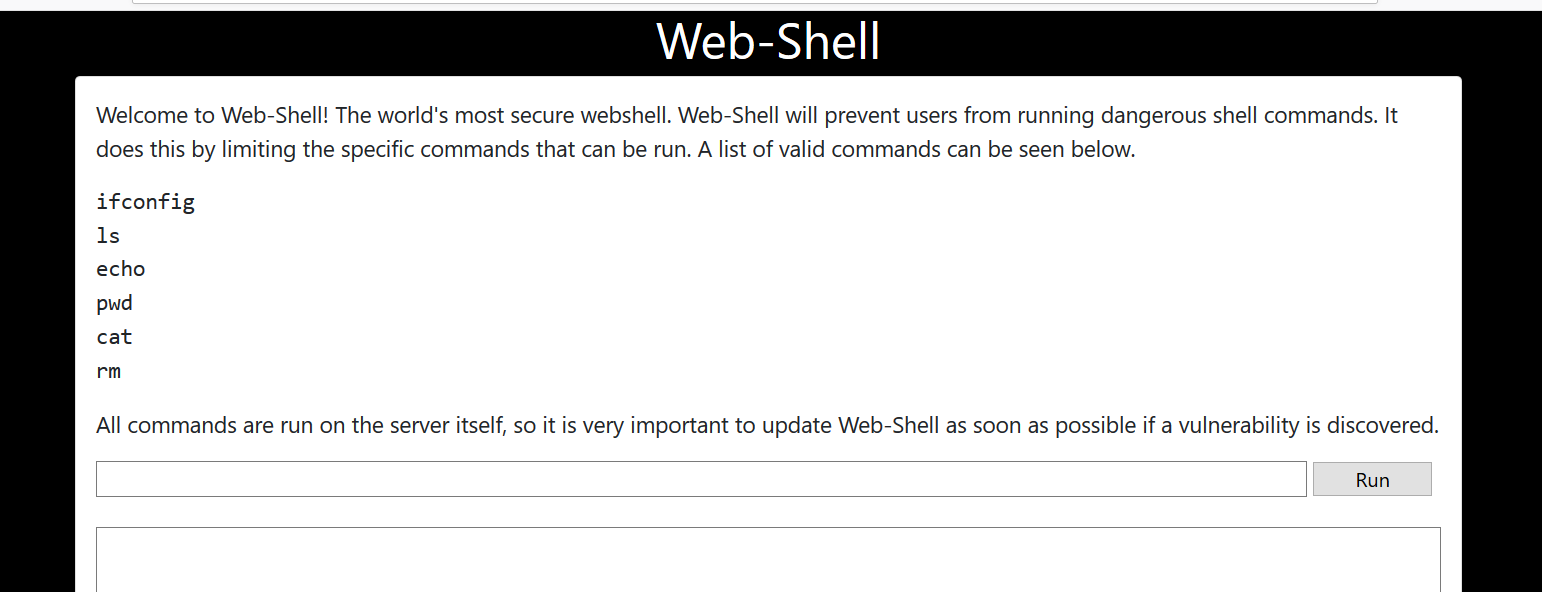 Web-Shell
Welcome to Web-Shell! The world's most secure webshell. Web-Shell will prevent users from running dangerous shell commands. It
does this by limiting the specific commands that can be run. A list of valid commands can be seen below.
ifconfig
ls
echo
pwd
cat
rm
All commands are run on the server itself, so it is very important to update Web-Shell as soon as possible if a vulnerability is discovered.
Run